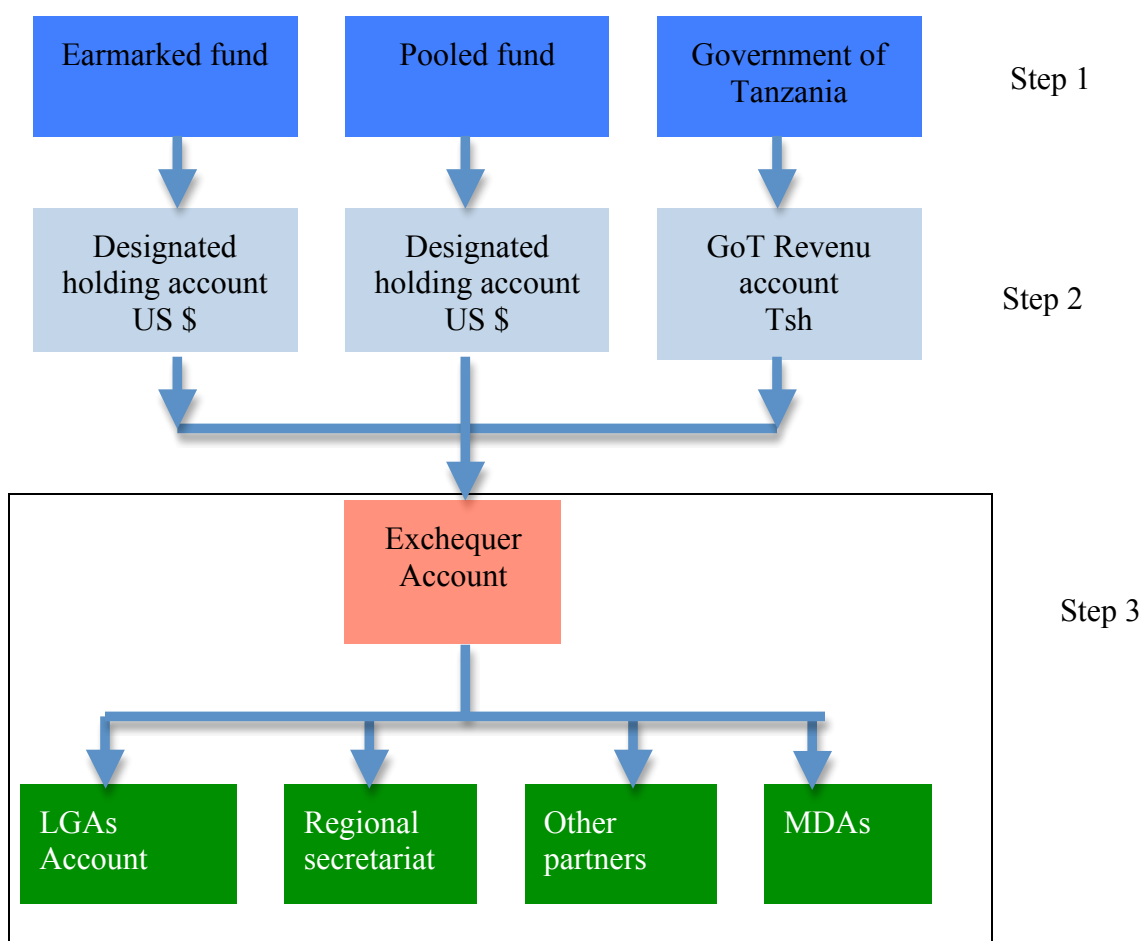 Earmarked fund
Pooled fund
Government of
Tanzania
Step 1
Designated
holding account
US $
Designated
holding account
US $
GoT Revenu
account
Tsh
Step 2
Exchequer
Account
Step 3
LGAs
Account
Regional
secretariat
Other
partners
MDAs